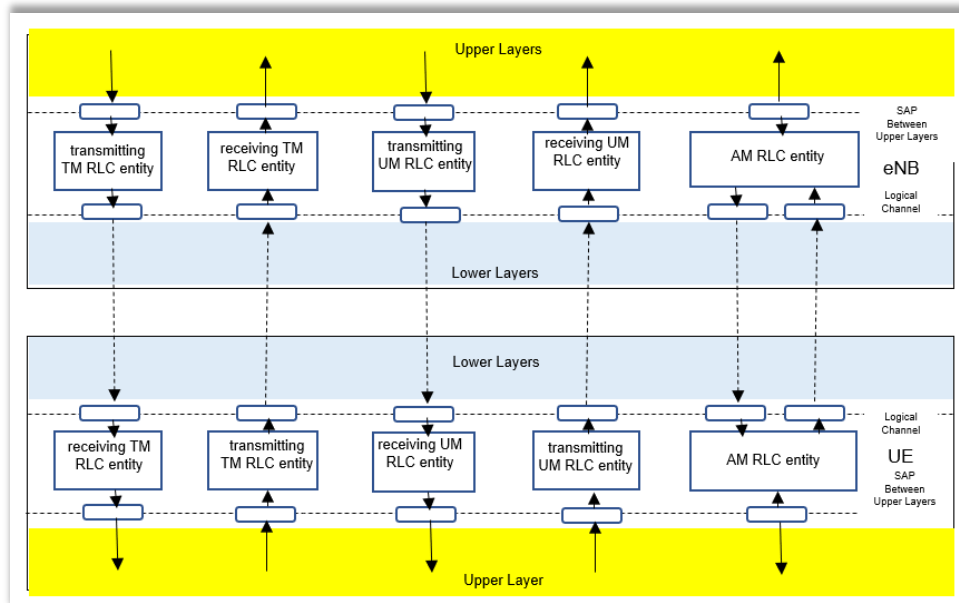 Upper Layers
SAP
Between
Upper Layers
transmitting
TM RLC entity
receiving TM
RLC entity
transmitting
UM RLC entity
receiving UM
RLC entity
AM RLC entity
eNB
Logical
Channel
Lower Layers
Lower Layers
Logical
Channel
receiving TM
RLC entity
transmitting
TM RLC entity
receiving UM
RLC entity
transmitting
UM RLC entity
AM RLC entity
UE
SAP
Between
Upper Layers
Upper Layer